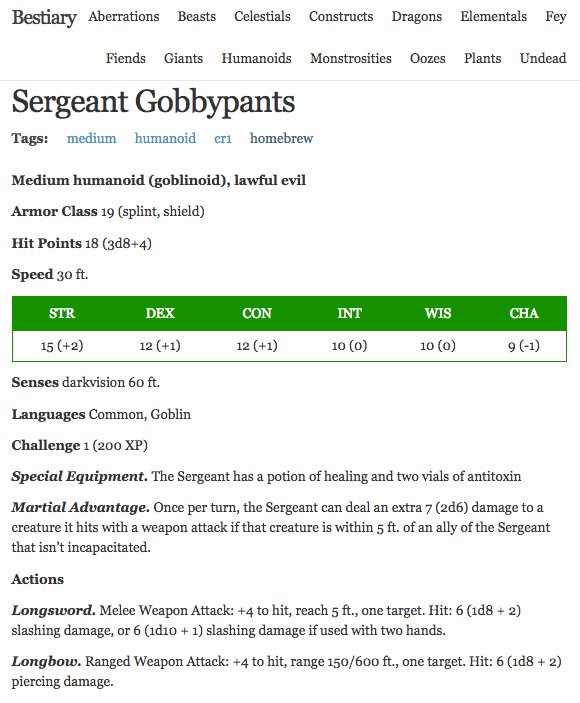 Bestiary Aberrations Beasts Celestials Constructs Dragons Elementals Fey
Fiends Giants Humanoids Monstrosities Oozes Plants Undead
Sergeant Gobbypants
Tags: medium humanoid cr1 homebrew
Medium humanoid (goblinoid), lawful evil
Armor Class 19 (splint, shield)
Hit Points 18 (3d8+4)
Speed 30 ft.
STR DEX CON INT WIS CHA
15 (+2) 12 (+1) 12 (+1) 10 (0) 10 (0) 9 (-1)
Senses darkvision 60 ft.
Languages Common, Goblin
Challenge 1 (200 XP)
Special Equipment. The Sergeant has a potion of healing and two vials of antitoxin
Martial Advantage. Once per turn, the Sergeant can deal an extra 7 (2d6) damage to a
creature it hits with a weapon attack if that creature is within 5 ft. of an ally of the Sergeant
that isn't incapacitated.
Actions
Longsword. Melee Weapon Attack: +4 to hit, reach 5 ft., one target. Hit: 6 (1d8 + 2)
slashing damage, or 6 (1d10 + 1) slashing damage if used with two hands.
Longbow. Ranged Weapon Attack: +4 to hit, range 150/600 ft., one target. Hit: 6 (1d8 + 2)
piercing damage.